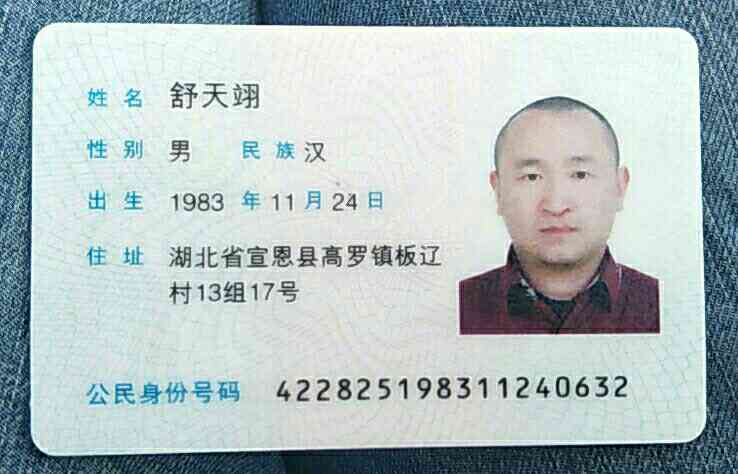 姓名 舒天翊
性别 男 民族 汉
出生 1983 年 11 月 24 日
住址 湖北省宣恩县高罗镇板辽
村13组17号
公民身份号码 422825198311240632